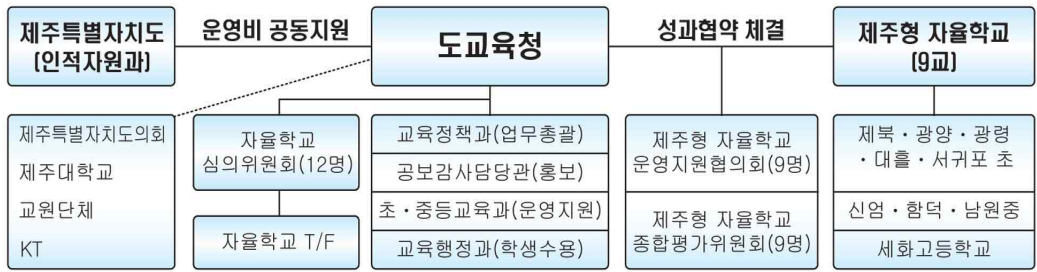 제주특별자치도
(인적자원과)
운영비 공동지원
도교육청
성과협약 체결
제주형 자율학교
(9교)
제주특별자치도의회
제주대학교
교원단체
KT
자율학교
심의위원회(12명)
자율학교 T/F
교육정책과(업무총괄)
공보감사담당관(홍보)
초・중등교육과(운영지원)
교육행정과(학생수용)
제주형 자율학교
운영지원협의회(9명)
제주형 자율학교
종합평가위원회(9명)
제북・광양・광령
・대흘・서귀포 초
신엄・함덕・남원중
세화고등학교